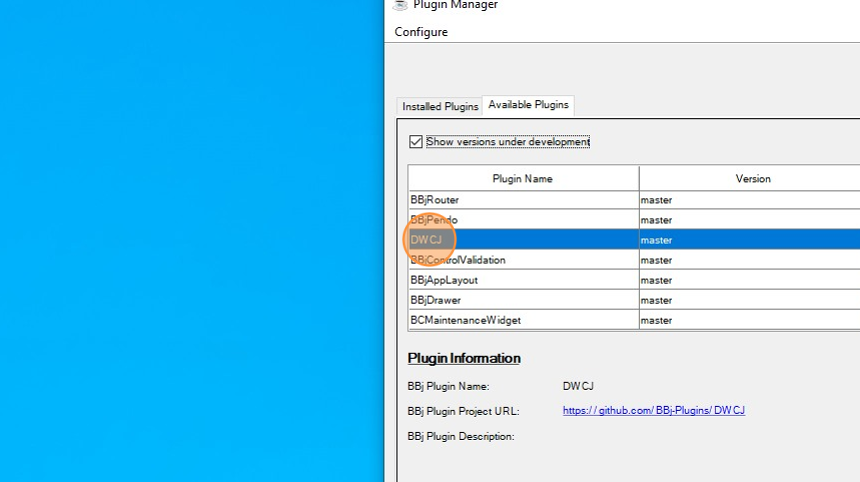 Plugin Manager
Configure
Installed Plugins Available Plugins
Show versions under development
Plugin Name Version
BBjRouter master
BBjPendo master
DWCJ master
BBjControlValidation master
BBjAppLayout master
BBjDrawer master
BCMaintenanceWidget master
Plugin Information
BBj Plugin Name: DWCJ
BBj Plugin Project URL: https://github.com/BBj-Plugins/DWCJ
BBj Plugin Description: